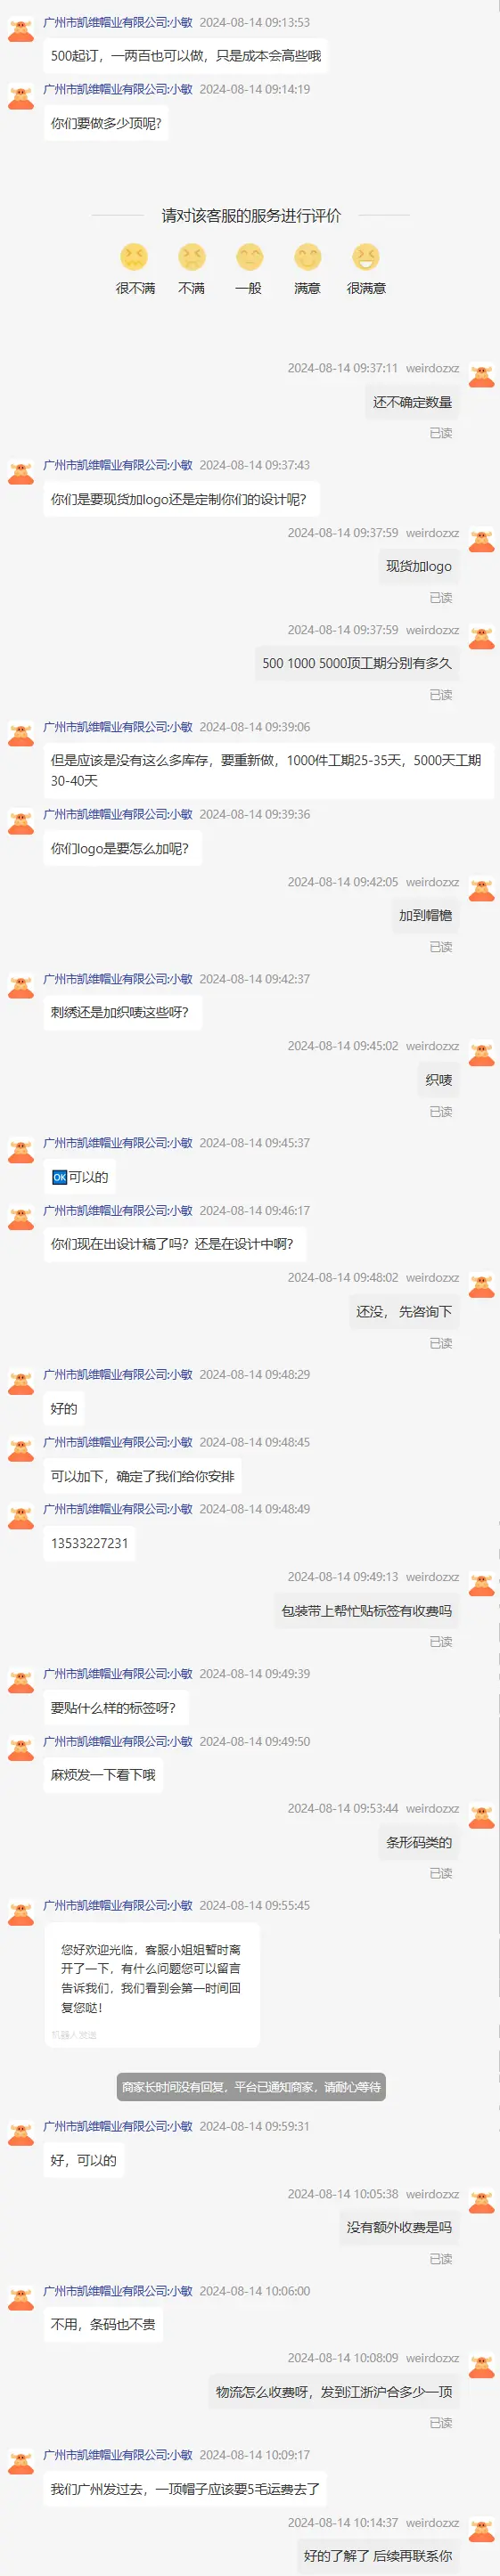 广州市凯维帽业有限公司:小敏 2024-08-14 09:13:53
500起订，一两百也可以做，只是成本会高些哦
广州市凯维帽业有限公司:小敏 2024-08-14 09:14:19
你们要做多少顶呢?
请对该客服的服务进行评价
很不满 不满 一般 满意 很满意
2024-08-14 09:37:11 weirdozxz
还不确定数量
已读
广州市凯维帽业有限公司:小敏 2024-08-14 09:37:43
你们是要现货加logo还是定制你们的设计呢?
2024-08-14 09:37:59 weirdozxz
现货加logo
已读
2024-08-14 09:37:59 weirdozxz
500 1000 5000顶工期分别有多久
已读
广州市凯维帽业有限公司:小敏 2024-08-14 09:39:06
但是应该是没有这么多库存，要重新做，1000件工期25-35天，5000天工期
30-40天
广州市凯维帽业有限公司:小敏 2024-08-14 09:39:36
你们logo是要怎么加呢?
2024-08-14 09:42:05 weirdozxz
加到帽檐
已读
广州市凯维帽业有限公司:小敏 2024-08-14 09:42:37
刺绣还是加织唛这些呀?
2024-08-14 09:45:02 weirdozxz
织唛
已读
广州市凯维帽业有限公司:小敏 2024-08-14 09:45:37
🆗可以的
广州市凯维帽业有限公司:小敏 2024-08-14 09:46:17
你们现在出设计稿了吗？还是在设计中啊?
2024-08-14 09:48:02 weirdozxz
还没， 先咨询下
已读
广州市凯维帽业有限公司:小敏 2024-08-14 09:48:29
好的
广州市凯维帽业有限公司:小敏 2024-08-14 09:48:45
可以加下，确定了我们给你安排
广州市凯维帽业有限公司:小敏 2024-08-14 09:48:49
13533227231
2024-08-14 09:49:13 weirdozxz
包装带上帮忙贴标签有收费吗
已读
广州市凯维帽业有限公司:小敏 2024-08-14 09:49:39
要贴什么样的标签呀?
广州市凯维帽业有限公司:小敏 2024-08-14 09:49:50
麻烦发一下看下哦
2024-08-14 09:53:44 weirdozxz
条形码类的
已读
广州市凯维帽业有限公司:小敏 2024-08-14 09:55:45
您好欢迎光临，客服小姐姐暂时离
开了一下，有什么问题您可以留言
告诉我们，我们看到会第一时间回
复您哒！
机器人发送
商家长时间没有回复，平台已通知商家，请耐心等待
广州市凯维帽业有限公司:小敏 2024-08-14 09:59:31
好，可以的
2024-08-14 10:05:38 weirdozxz
没有额外收费是吗
已读
广州市凯维帽业有限公司:小敏 2024-08-14 10:06:00
不用，条码也不贵
2024-08-14 10:08:09 weirdozxz
物流怎么收费呀，发到江浙沪合多少一顶
已读
广州市凯维帽业有限公司:小敏 2024-08-14 10:09:17
我们广州发过去，一顶帽子应该要5毛运费去了
2024-08-14 10:14:37 weirdozxz
好的了解了 后续再联系你